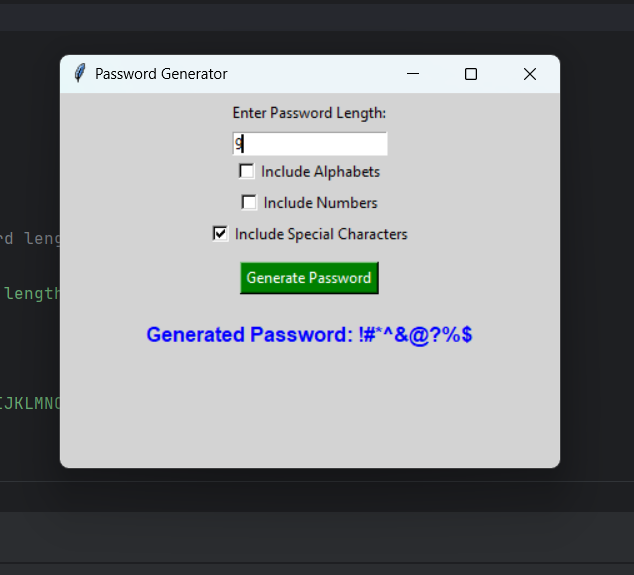 Password Generator
Enter Password Length:
9
Include Alphabets
Include Numbers
Include Special Characters
Generate Password
Generated Password: !#*^&@?%$
rd leng
length
IJKLMNO